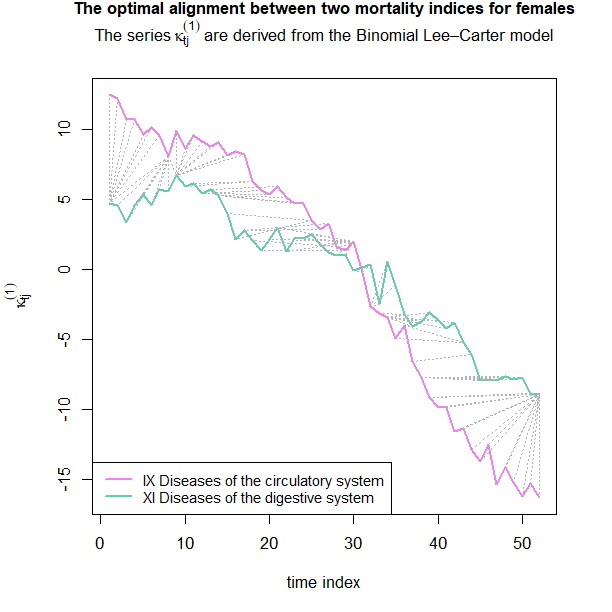 The optimal alignment between two mortality indices for females
The series κtj(1) are derived from the Binomial Lee–Carter model
κtj(1)
10
5
0
-5
-10
-15
IX Diseases of the circulatory system
XI Diseases of the digestive system
0 10 20 30 40 50
time index